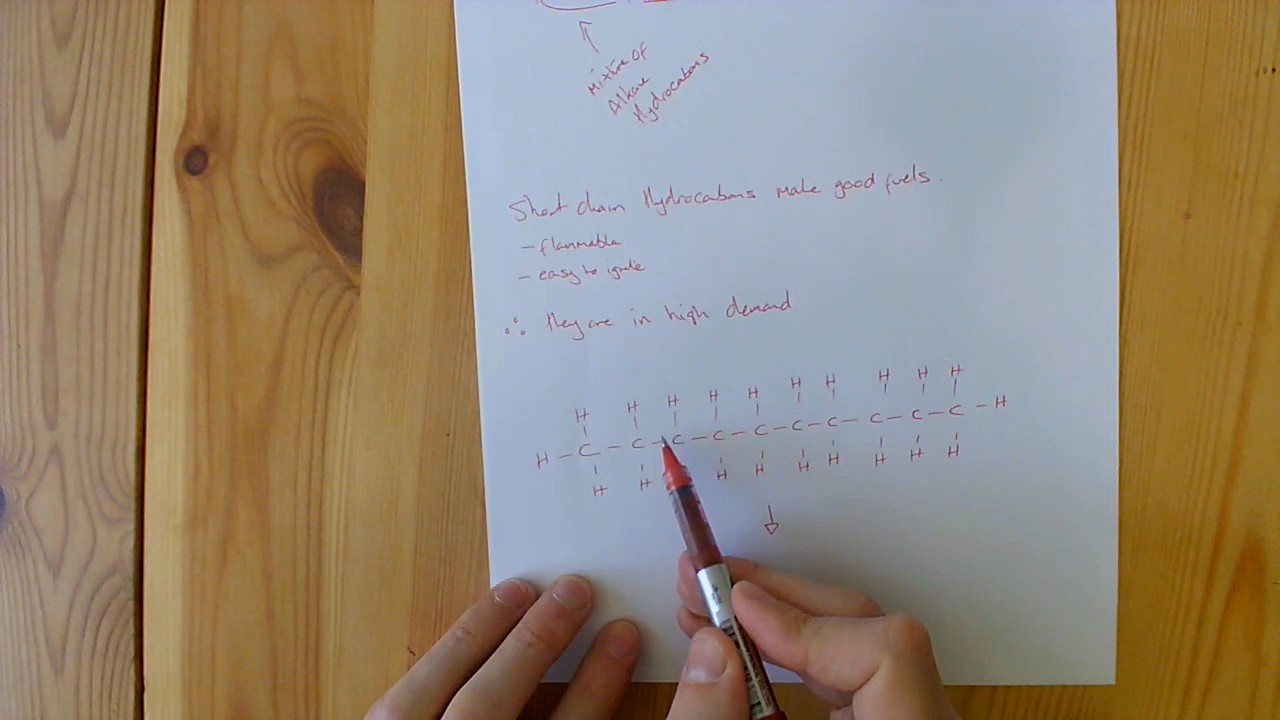 Mixture Of
Alkane
Hydrocarbons
Short chain Hydrocarbons make good fuels.
- flammable
- easy to ignite
∴ they are in high demand
H H H H H H H H H H
H - C - C - C - C - C - C - C - C - C - C - H
H H H H H H H H H